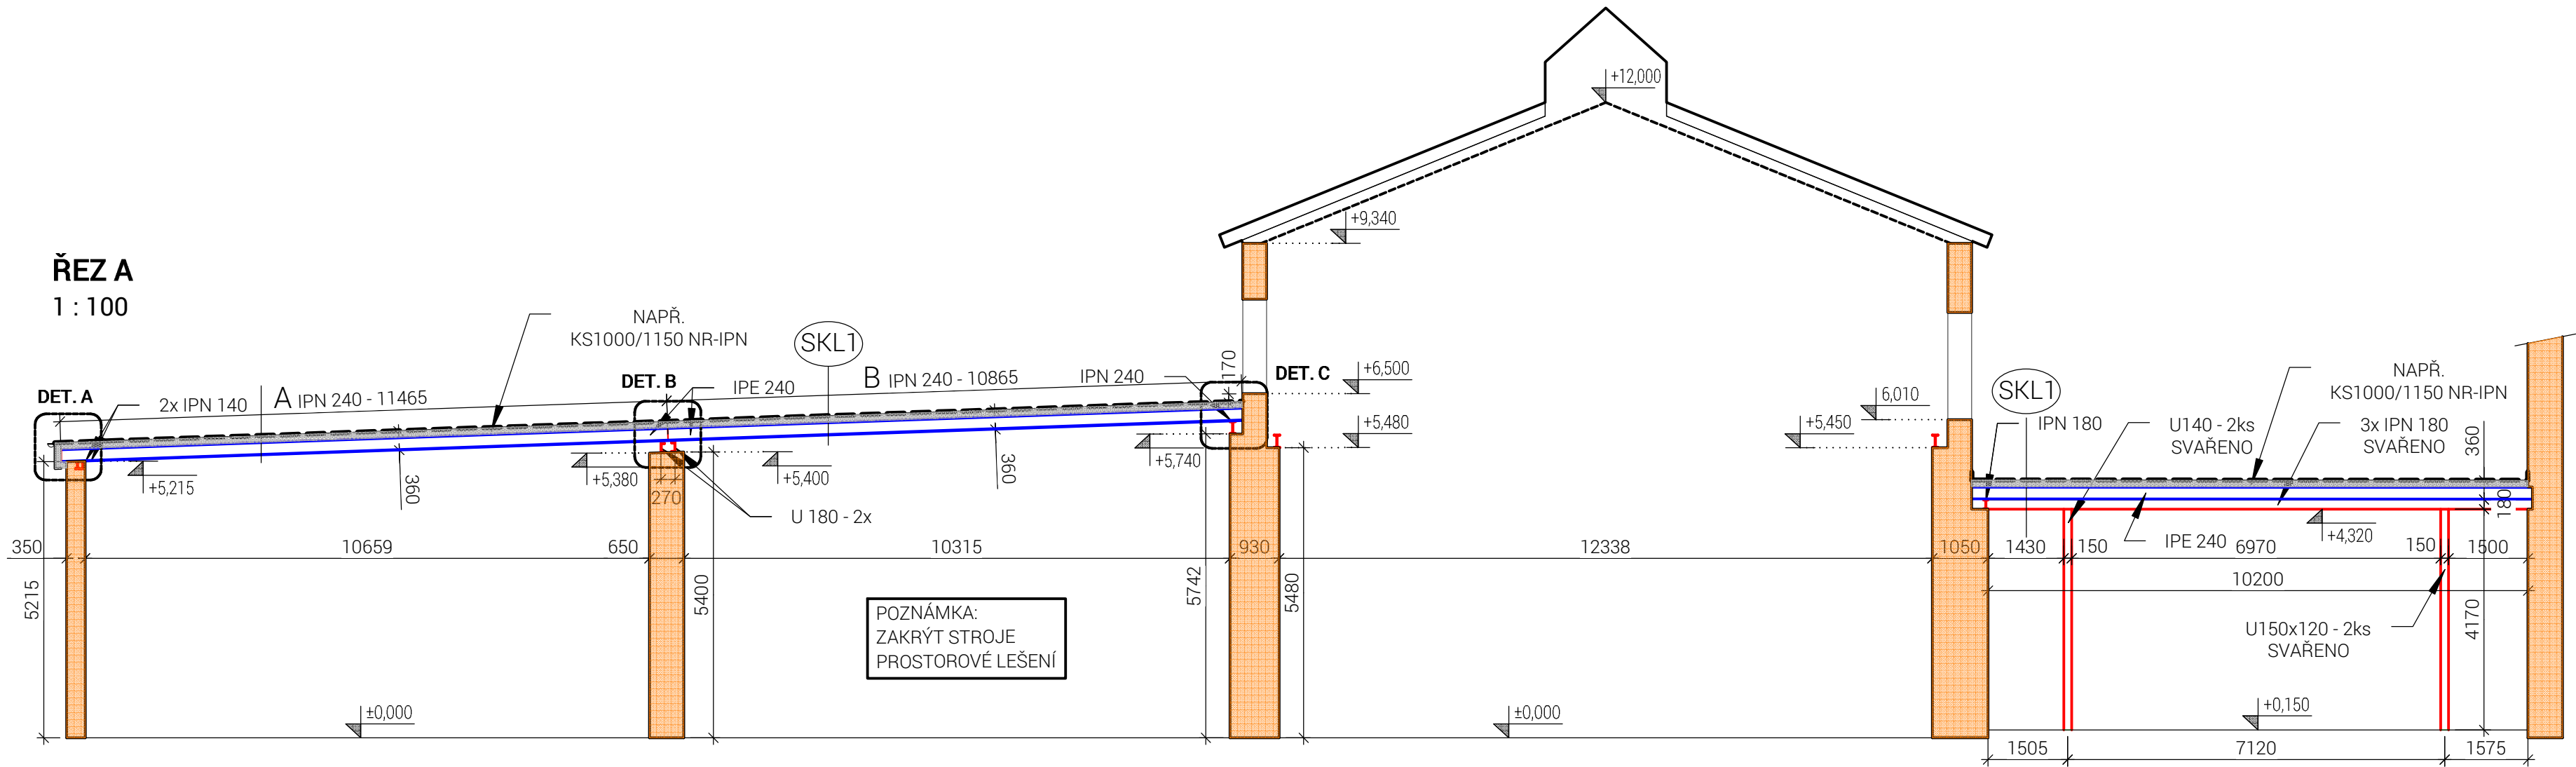 +12,000
+9,340
ŘEZ A
1 : 100
NAPŘ.
KS1000/1150 NR-IPN
SKL1
DET. A
2x IPN 140
A IPN 240 - 11465
DET. B
IPE 240
B IPN 240 - 10865
IPN 240
170
DET. C
+6,500
+5,480
+5,740
+5,215
360
+5,380
270
+5,400
360
U 180 - 2x
+5,450
6,010
SKL1
IPN 180
U140 - 2ks
SVAŘENO
NAPŘ.
KS1000/1150 NR-IPN
3x IPN 180
SVAŘENO
360
180
+4,320
IPE 240
350
10659
650
10315
930
12338
1050
1430
150
6970
150
1500
10200
5215
5400
5742
5480
4170
POZNÁMKA:
ZAKRÝT STROJE
PROSTOROVÉ LEŠENÍ
U150x120 - 2ks
SVAŘENO
±0,000
±0,000
+0,150
1505
7120
1575